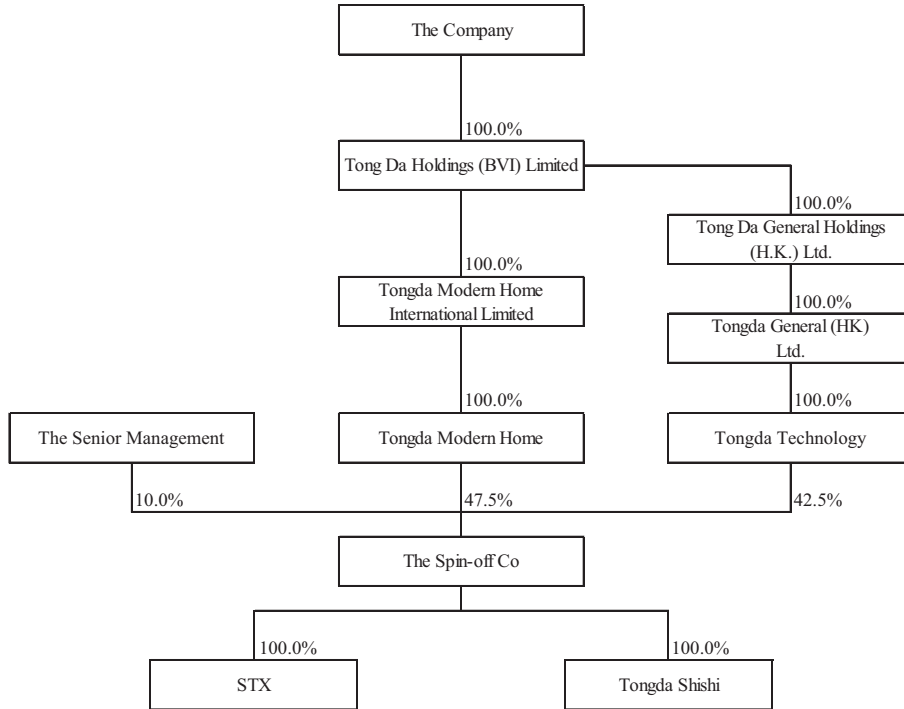 The Company
100.0%
Tong Da Holdings (BVI) Limited
100.0%
Tong Da General Holdings
(H.K.) Ltd.
100.0%
Tongda Modern Home
International Limited
100.0%
Tongda General (HK)
Ltd.
100.0%
100.0%
The Senior Management
Tongda Modern Home
Tongda Technology
10.0%
47.5%
42.5%
The Spin-off Co
100.0%
100.0%
STX
Tongda Shishi